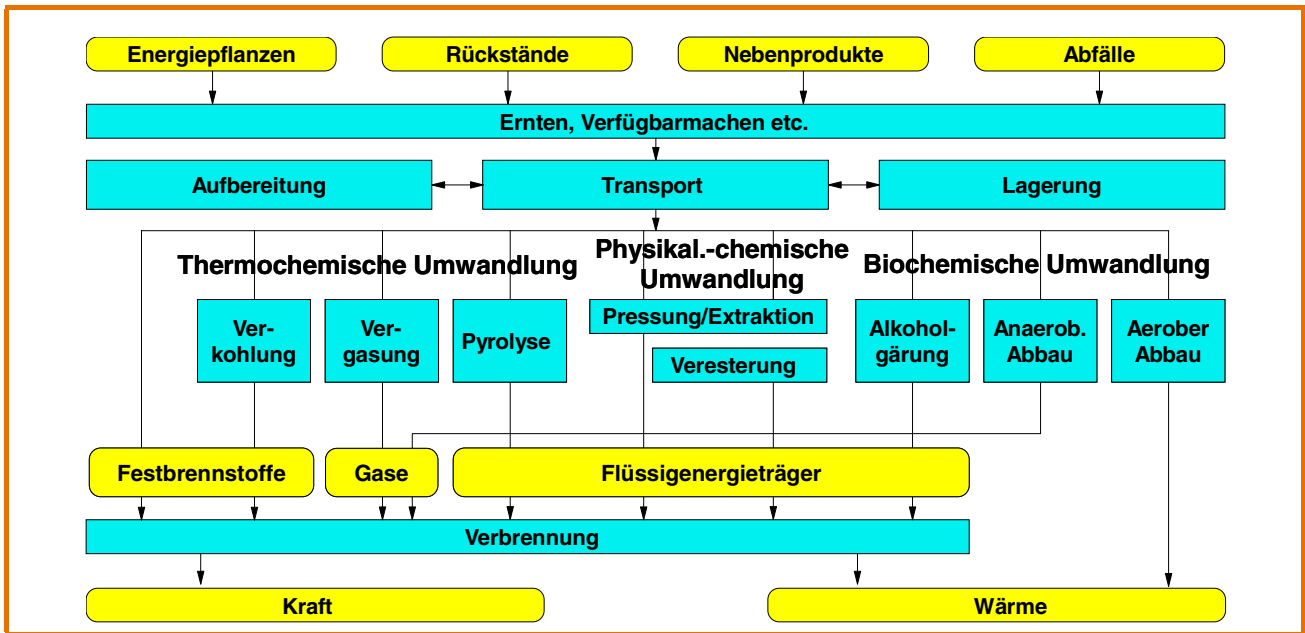 Energiepflanzen
Rückstände
Nebenprodukte
Abfälle
Ernten, Verfügbarmachen etc.
Aufbereitung
Transport
Lagerung
Thermochemische Umwandlung
Physikal.-chemische
Umwandlung
Biochemische Umwandlung
Ver-
kohlung
Ver-
gasung
Pyrolyse
Pressung/Extraktion
Veresterung
Alkohol-
gärung
Anaerob.
Abbau
Aerober
Abbau
Festbrennstoffe
Gase
Flüssigenergieträger
Verbrennung
Kraft
Wärme